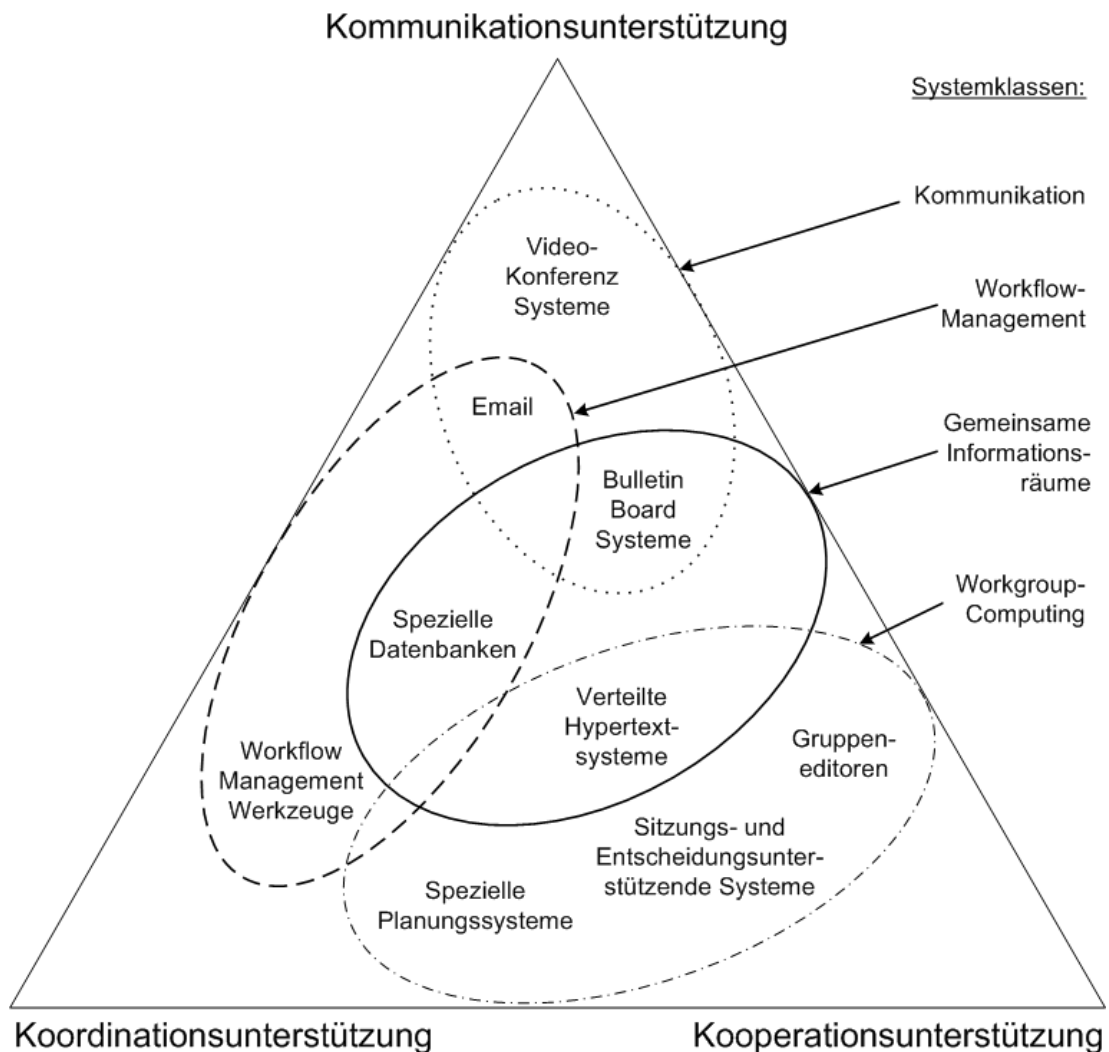 Kommunikationsunterstützung
Systemklassen:
Kommunikation
Video-
Konferenz
Systeme
Workflow-
Management
Email
Gemeinsame
Informations-
räume
Bulletin
Board
Systeme
Workgroup-
Computing
Spezielle
Datenbanken
Verteilte
Hypertext-
systeme
Gruppen-
editoren
Workflow
Management
Werkzeuge
Sitzungs- und
Entscheidungsunter-
stützende Systeme
Spezielle
Planungssysteme
Koordinationsunterstützung
Kooperationsunterstützung